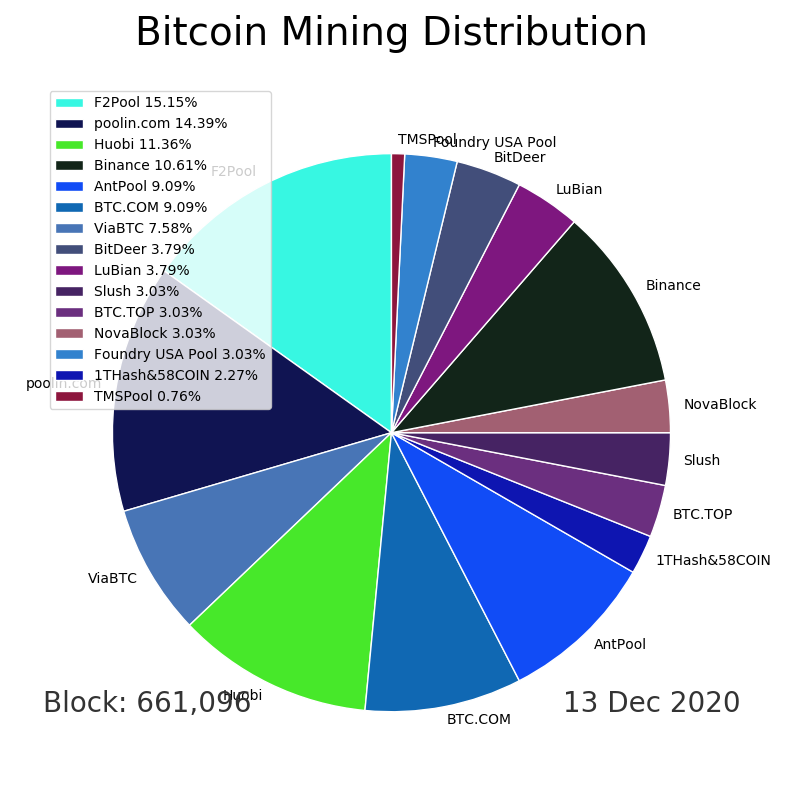 Bitcoin Mining Distribution
F2Pool 15.15%
poolin.com 14.39%
Huobi 11.36%
Binance 10.61%
AntPool 9.09%
BTC.COM 9.09%
ViaBTC 7.58%
BitDeer 3.79%
LuBian 3.79%
Slush 3.03%
BTC.TOP 3.03%
NovaBlock 3.03%
Foundry USA Pool 3.03%
1THash&58COIN 2.27%
TMSPool 0.76%
F2Pool
poolin.com
ViaBTC
Huobi
BTC.COM
AntPool
1THash&58COIN
BTC.TOP
Slush
NovaBlock
Binance
LuBian
BitDeer
Foundry USA Pool
TMSPool
Block: 661,096
13 Dec 2020